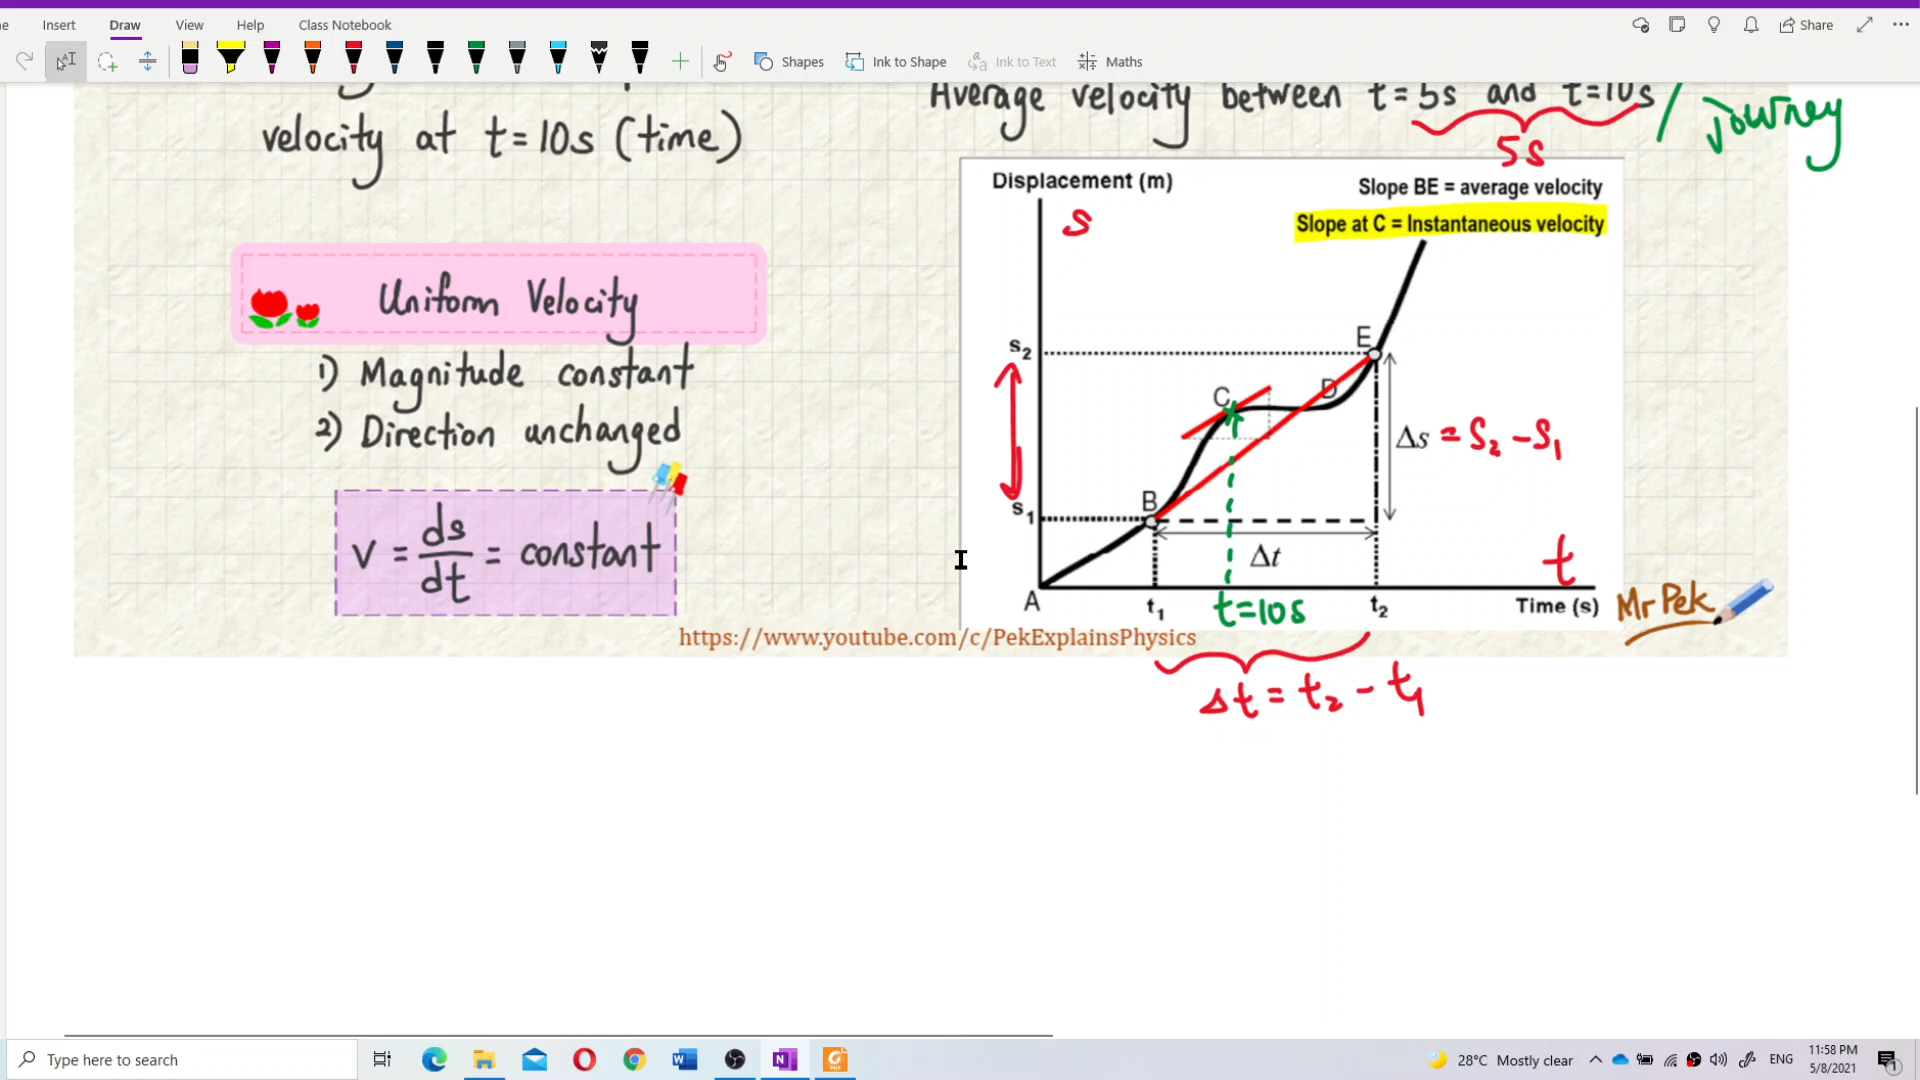 Insert Draw View Help Class Notebook
Share
Shapes Ink to Shape Ink to Text Maths
velocity at t = 10s (time)
Average velocity between t = 5s and t = 10s / journey
5s
Uniform Velocity
1) Magnitude constant
2) Direction unchanged
v = ds/dt = constant
Displacement (m)
s
Slope BE = average velocity
Slope at C = Instantaneous velocity
E
s2
C
D
Δs = S2 - S1
B
s1
Δt
t
A
t1
t = 10s
t2
Time (s)
Mr Pek
https://www.youtube.com/c/PekExplainsPhysics
Δt = t2 - t1
Type here to search
28°C Mostly clear
ENG
11:58 PM
5/8/2021
1